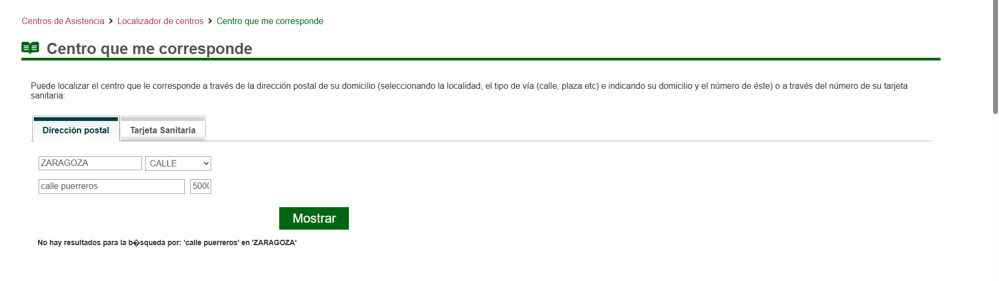 Centros de Asistencia > Localizador de centros > Centro que me corresponde
Centro que me corresponde
Puede localizar el centro que le corresponde a través de la dirección postal de su domicilio (seleccionando la localidad, el tipo de vía (calle, plaza etc) e indicando su domicilio y el número de éste) o a través del número de su tarjeta
sanitaria:
Dirección postal Tarjeta Sanitaria
ZARAGOZA CALLE
calle puerreros 500
Mostrar
No hay resultados para la b�squeda por: 'calle puerreros' en 'ZARAGOZA'